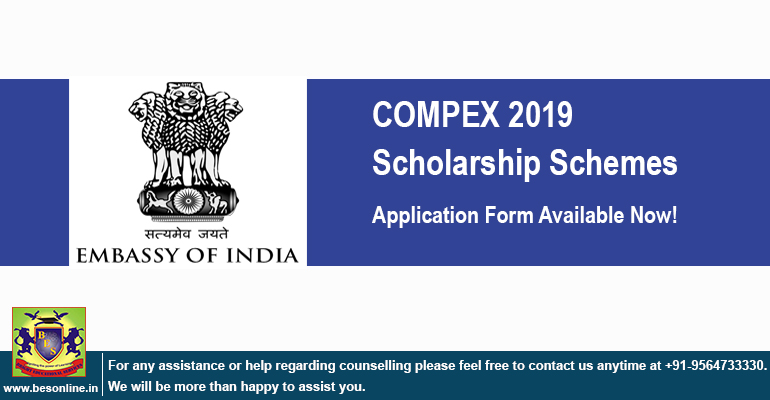 COMPEX 2019
Scholarship Schemes
Application Form Available Now!
सत्यमेव जयते
EMBASSY OF INDIA
BBS
www.besonline.in
For any assistance or help regarding counselling please feel free to contact us anytime at +91-9564733330.
We will be more than happy to assist you.